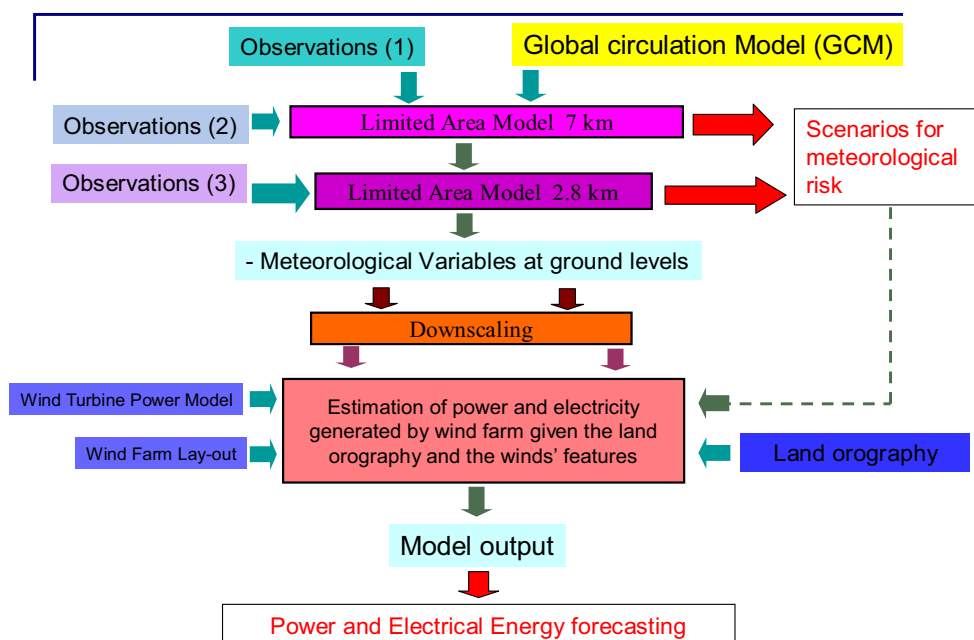 Observations (1)
Global circulation Model (GCM)
Observations (2)
Limited Area Model 7 km
Scenarios for
meteorological
risk
Observations (3)
Limited Area Model 2.8 km
- Meteorological Variables at ground levels
Downscaling
Wind Turbine Power Model
Estimation of power and electricity
generated by wind farm given the land
orography and the winds’ features
Wind Farm Lay-out
Land orography
Model output
Power and Electrical Energy forecasting